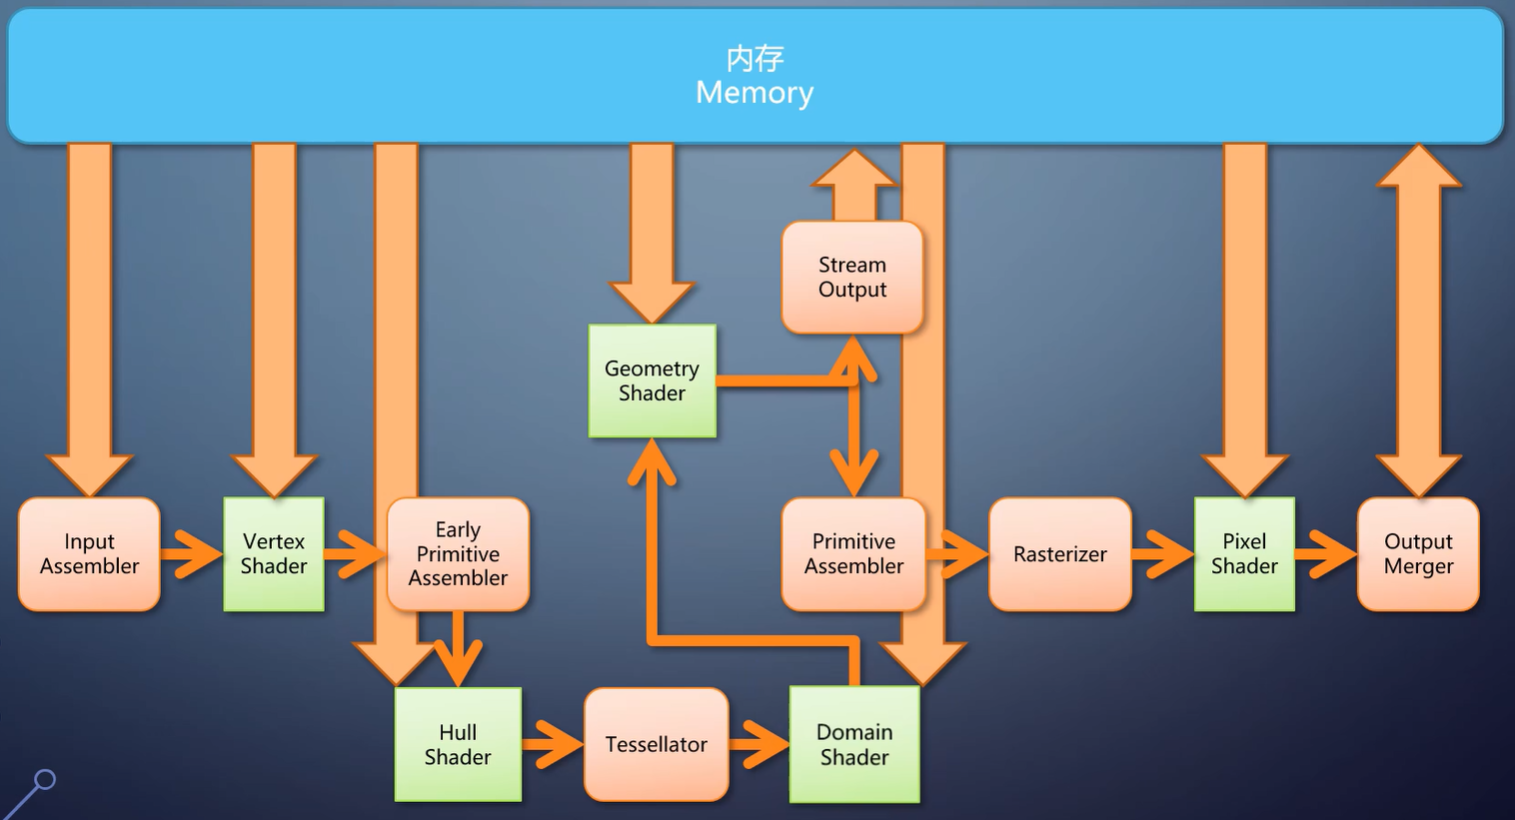 内存
Memory
Stream
Output
Geometry
Shader
Input
Assembler
Vertex
Shader
Early
Primitive
Assembler
Primitive
Assembler
Rasterizer
Pixel
Shader
Output
Merger
Hull
Shader
Tessellator
Domain
Shader